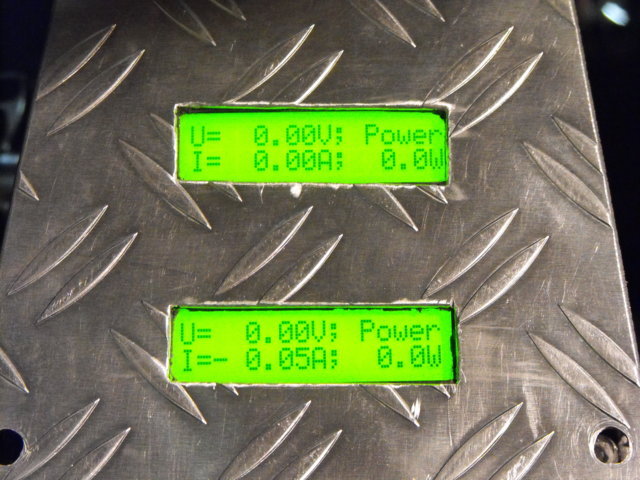 U=  0.00V; Power
I=  0.00A;  0.0W
U=  0.00V; Power
I=- 0.05A;  0.0W